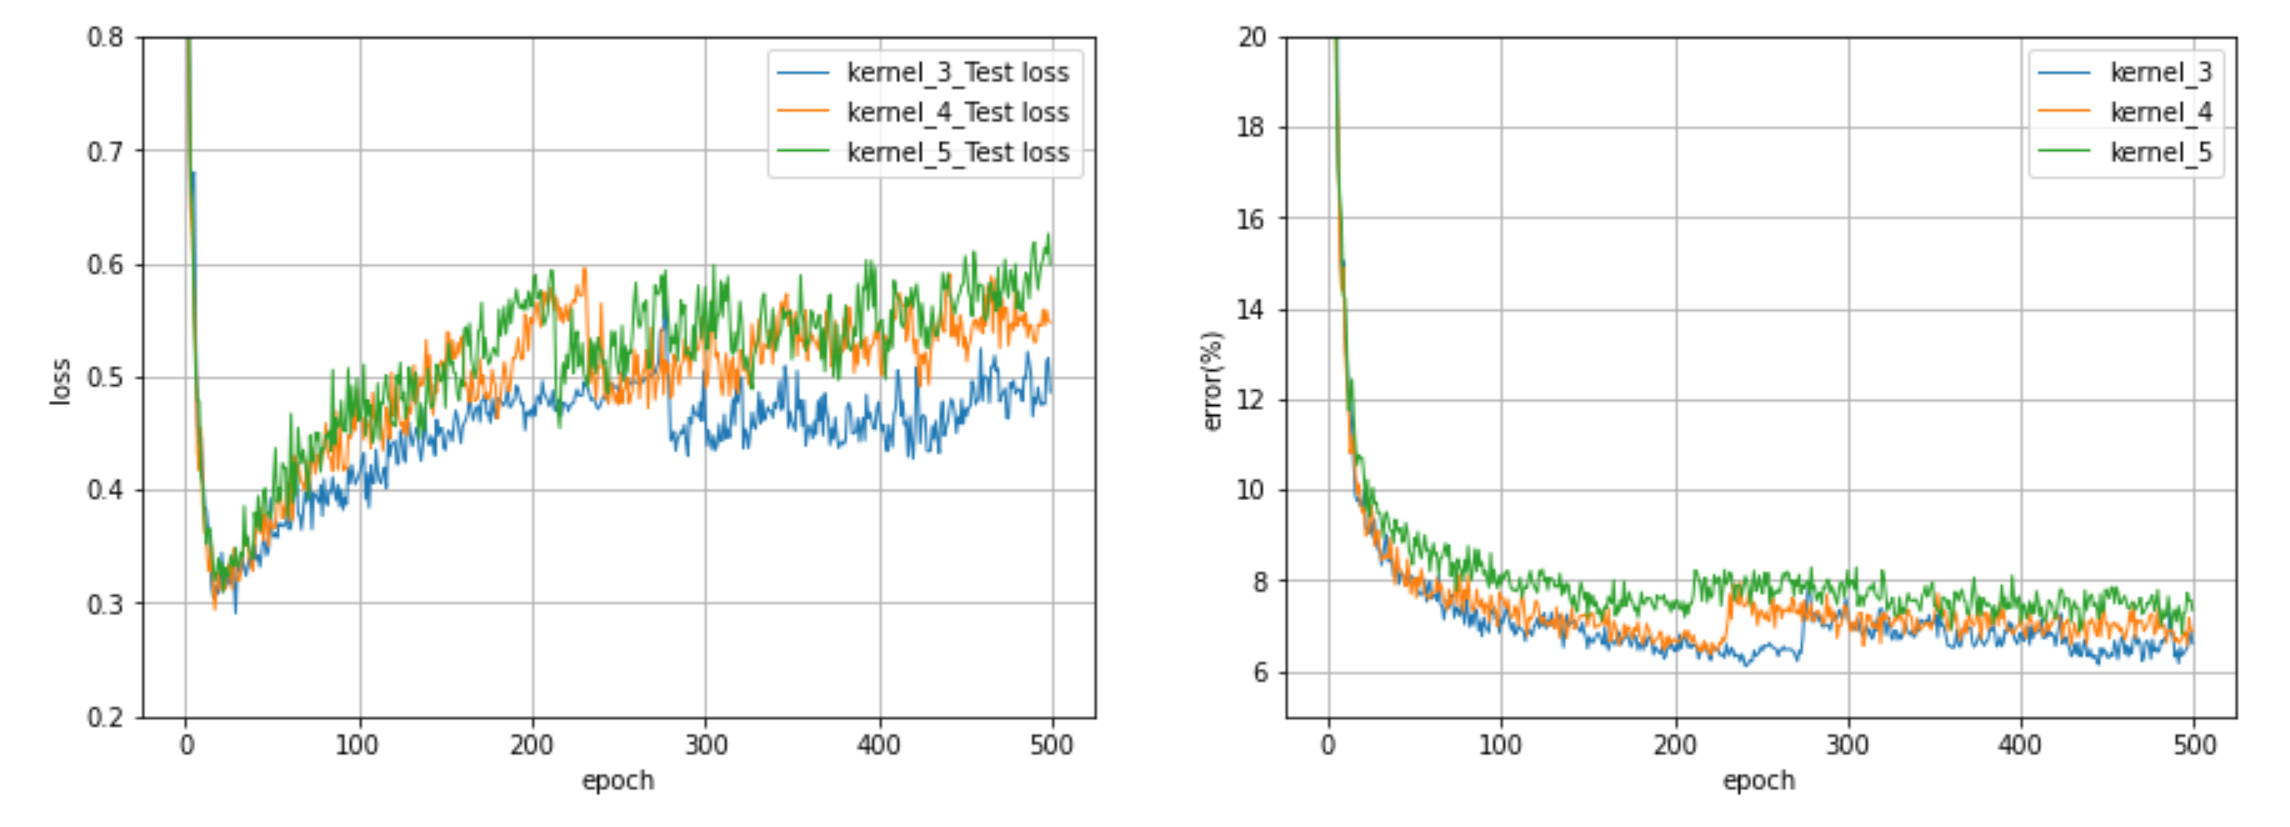 0.8
0.7
0.6
0.5
0.4
0.3
0.2
loss
0 100 200 300 400 500
epoch
kernel_3_Test loss
kernel_4_Test loss
kernel_5_Test loss
20
18
16
14
12
10
8
6
error(%)
0 100 200 300 400 500
epoch
kernel_3
kernel_4
kernel_5